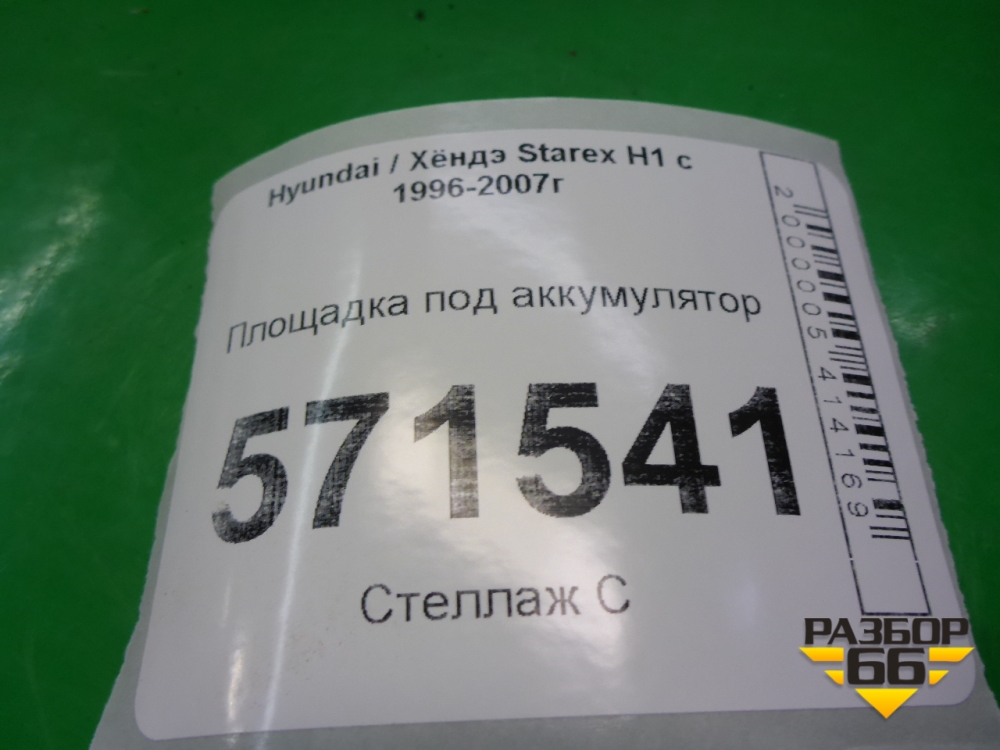 Hyundai / Хёндэ Starex H1 с
1996-2007г
Площадка под аккумулятор
571541
Стеллаж С
2000005414169
РАЗБОР
66